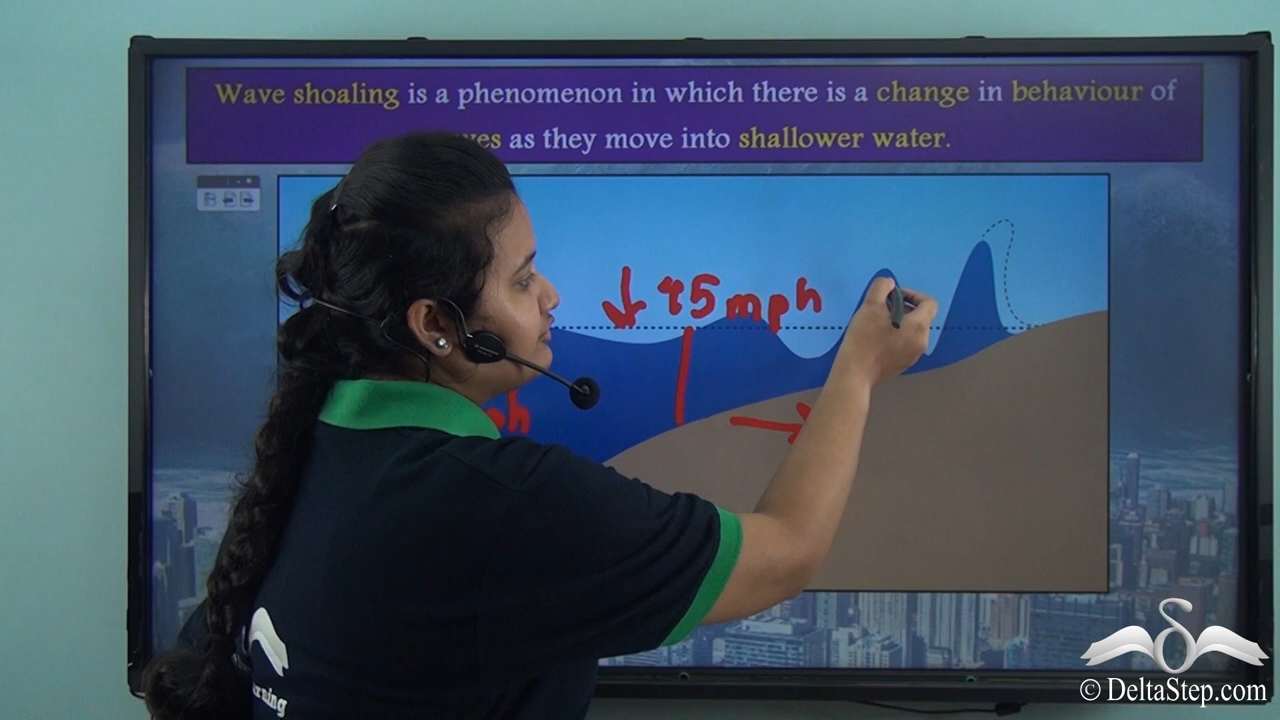 Wave shoaling is a phenomenon in which there is a change in behaviour of
as they move into shallower water.
↓ 45 mph
© DeltaStep.com